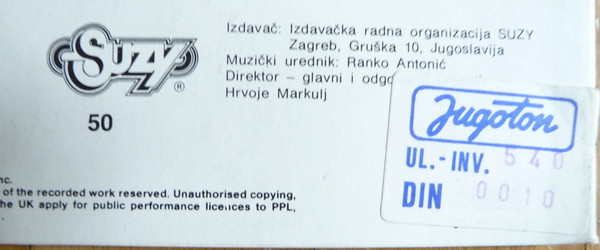 SUZY
®
50
Izdavač: Izdavačka radna organizacija SUZY
Zagreb, Gruška 10, Jugoslavija
Muzički urednik: Ranko Antonić
Direktor – glavni i odgo
Hrvoje Markulj
Jugoton
UL.-INV. 540
DIN 0010
nc.
of the recorded work reserved. Unauthorised copying,
he UK apply for public performance licences to PPL,